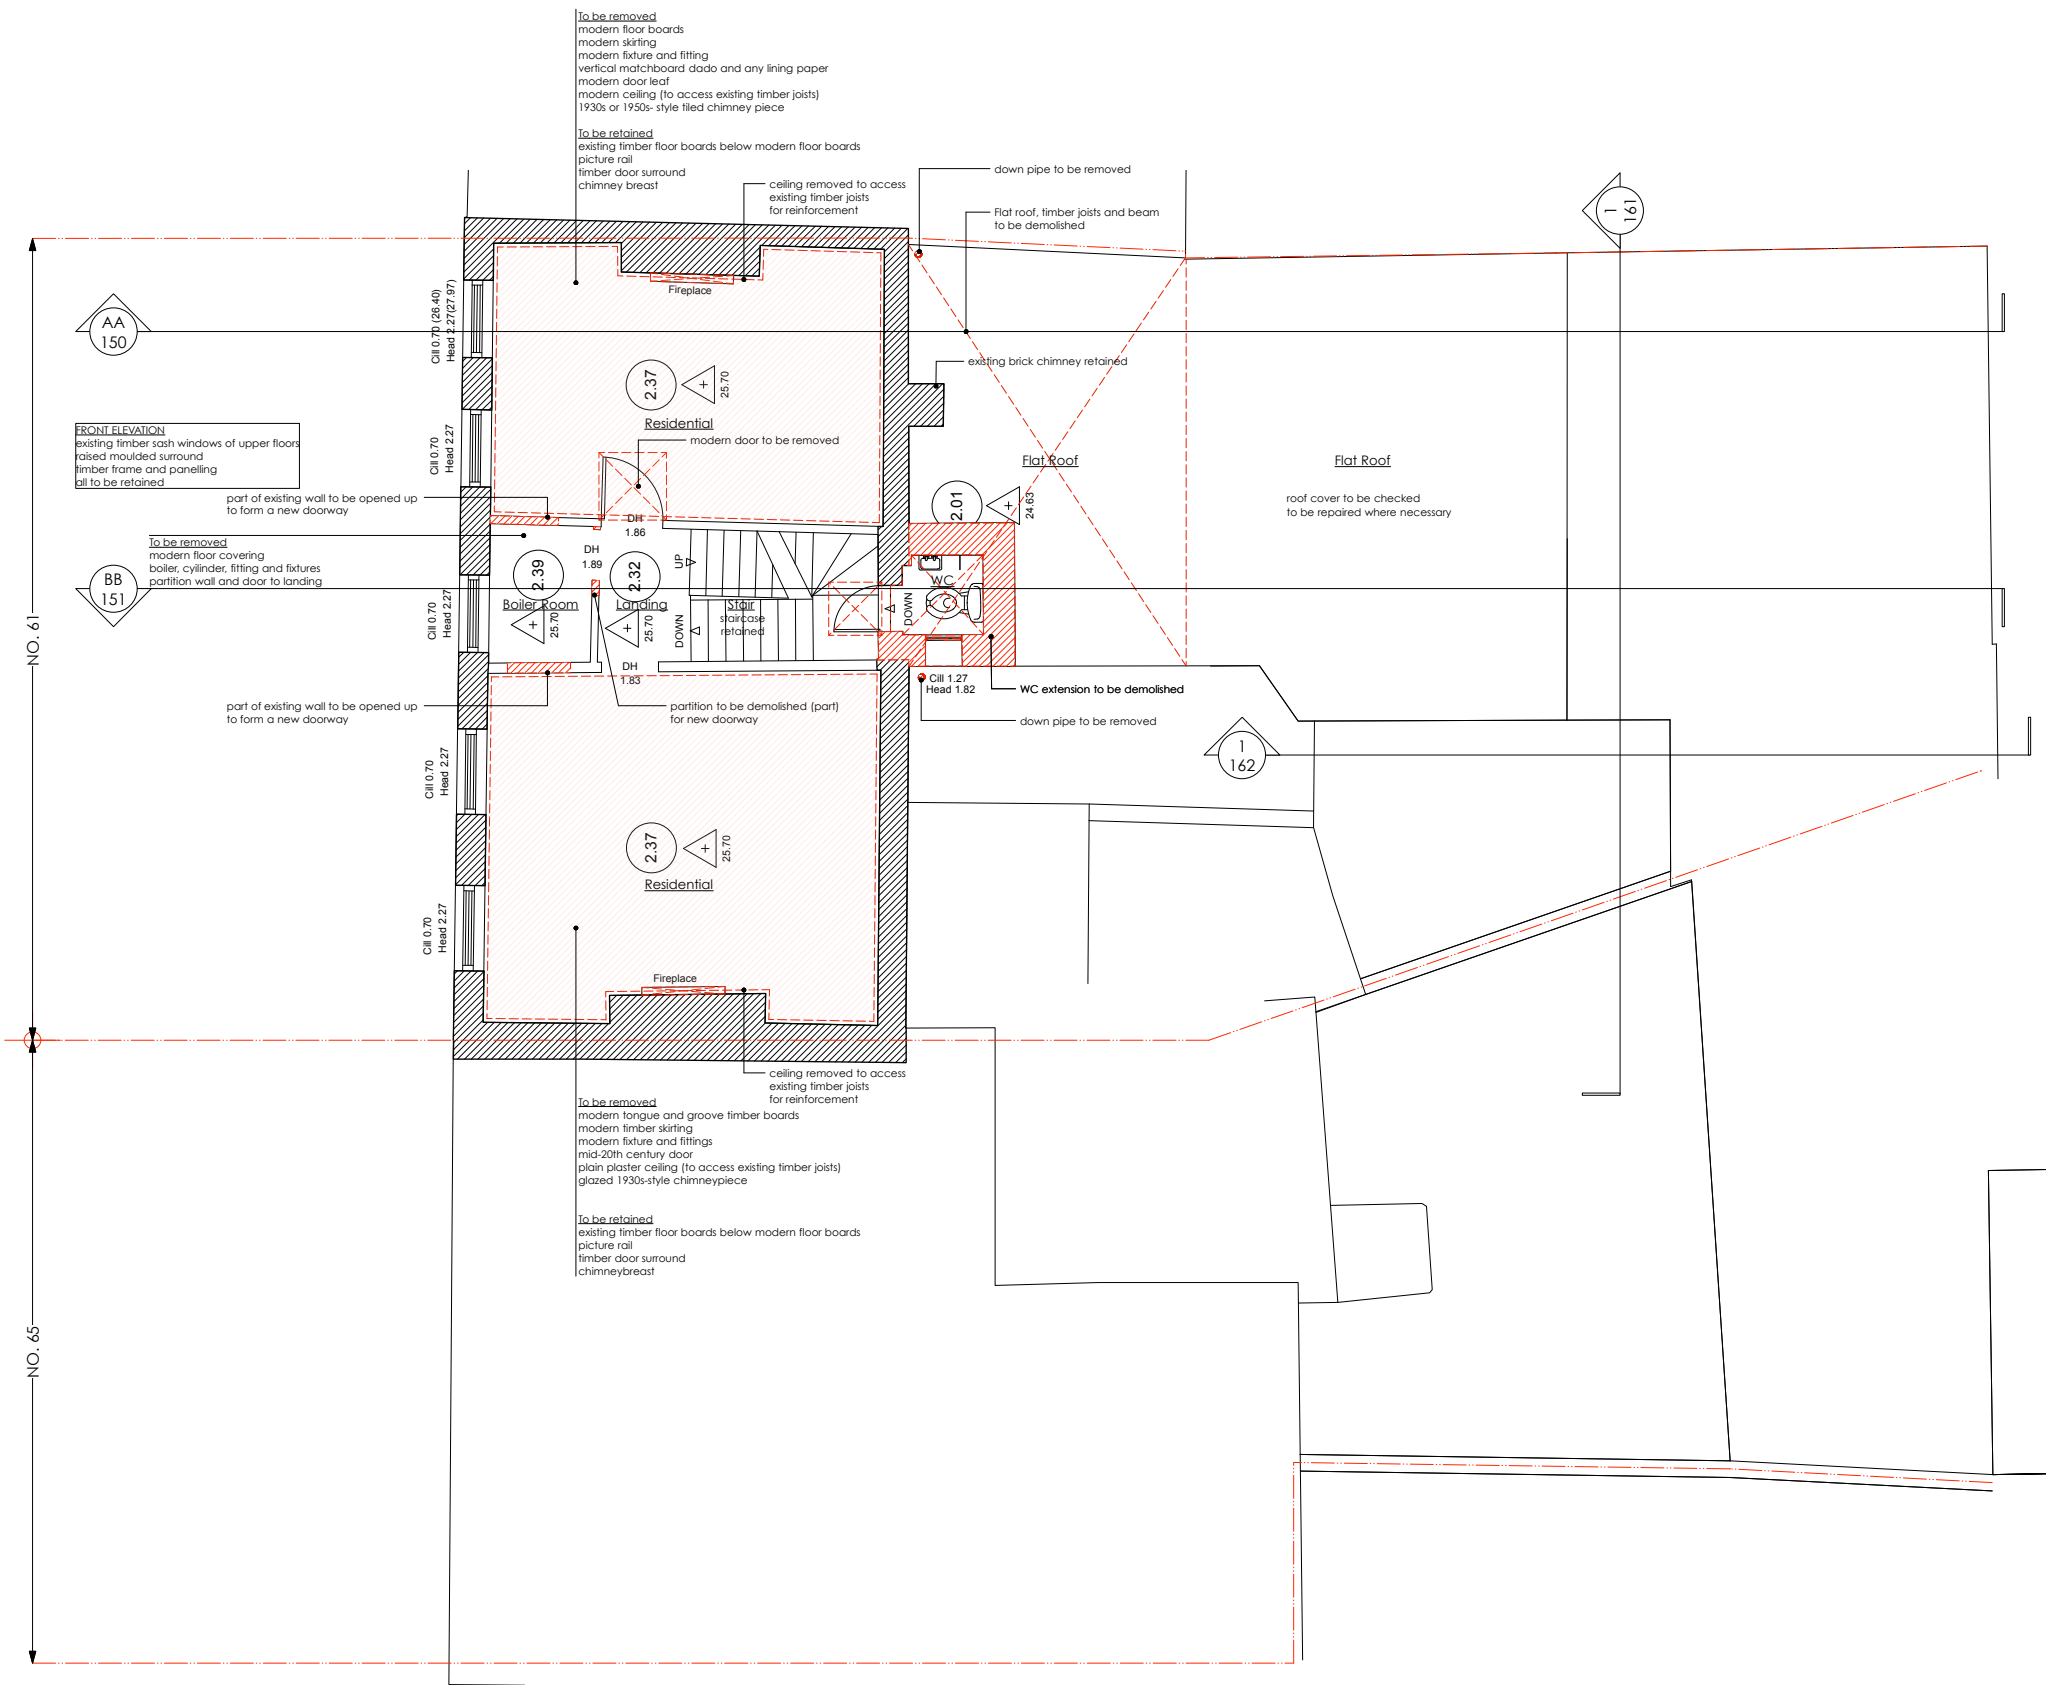 To be removed
modern floor boards
modern skirting
modern fixture and fitting
vertical matchboard dado and any lining paper
modern door leaf
modern ceiling (to access existing timber joists)
1930s or 1950s- style tiled chimney piece
To be retained
existing timber floor boards below modern floor boards
picture rail
timber door surround
chimney breast
ceiling removed to access
existing timber joists
for reinforcement
down pipe to be removed
Flat roof, timber joists and beam
to be demolished
1
161
Fireplace
Cill 0.70 (26.40)
Head 2.27(27.97)
AA
150
existing brick chimney retained
2.37
25.70
Residential
modern door to be removed
Cill 0.70
Head 2.27
FRONT ELEVATION
existing timber sash windows of upper floors
raised moulded surround
timber frame and panelling
all to be retained
Flat Roof
Flat Roof
roof cover to be checked
to be repaired where necessary
2.01
24.63
part of existing wall to be opened up
to form a new doorway
To be removed
modern floor covering
boiler, cylinder, fitting and fixtures
partition wall and door to landing
BB
151
DH
1.86
DH
1.89
2.39
2.32
UP
Boiler Room
Landing
Stair
staircase
retained
25.70
25.70
DOWN
WC
DOWN
Cill 0.70
Head 2.27
NO. 61
DH
1.83
Cill 1.27
Head 1.82
WC extension to be demolished
down pipe to be removed
part of existing wall to be opened up
to form a new doorway
partition to be demolished (part)
for new doorway
1
162
Cill 0.70
Head 2.27
2.37
25.70
Residential
Cill 0.70
Head 2.27
Fireplace
ceiling removed to access
existing timber joists
for reinforcement
To be removed
modern tongue and groove timber boards
modern timber skirting
modern fixture and fittings
mid-20th century door
plain plaster ceiling (to access existing timber joists)
glazed 1930s-style chimneypiece
To be retained
existing timber floor boards below modern floor boards
picture rail
timber door surround
chimneybreast
NO. 65